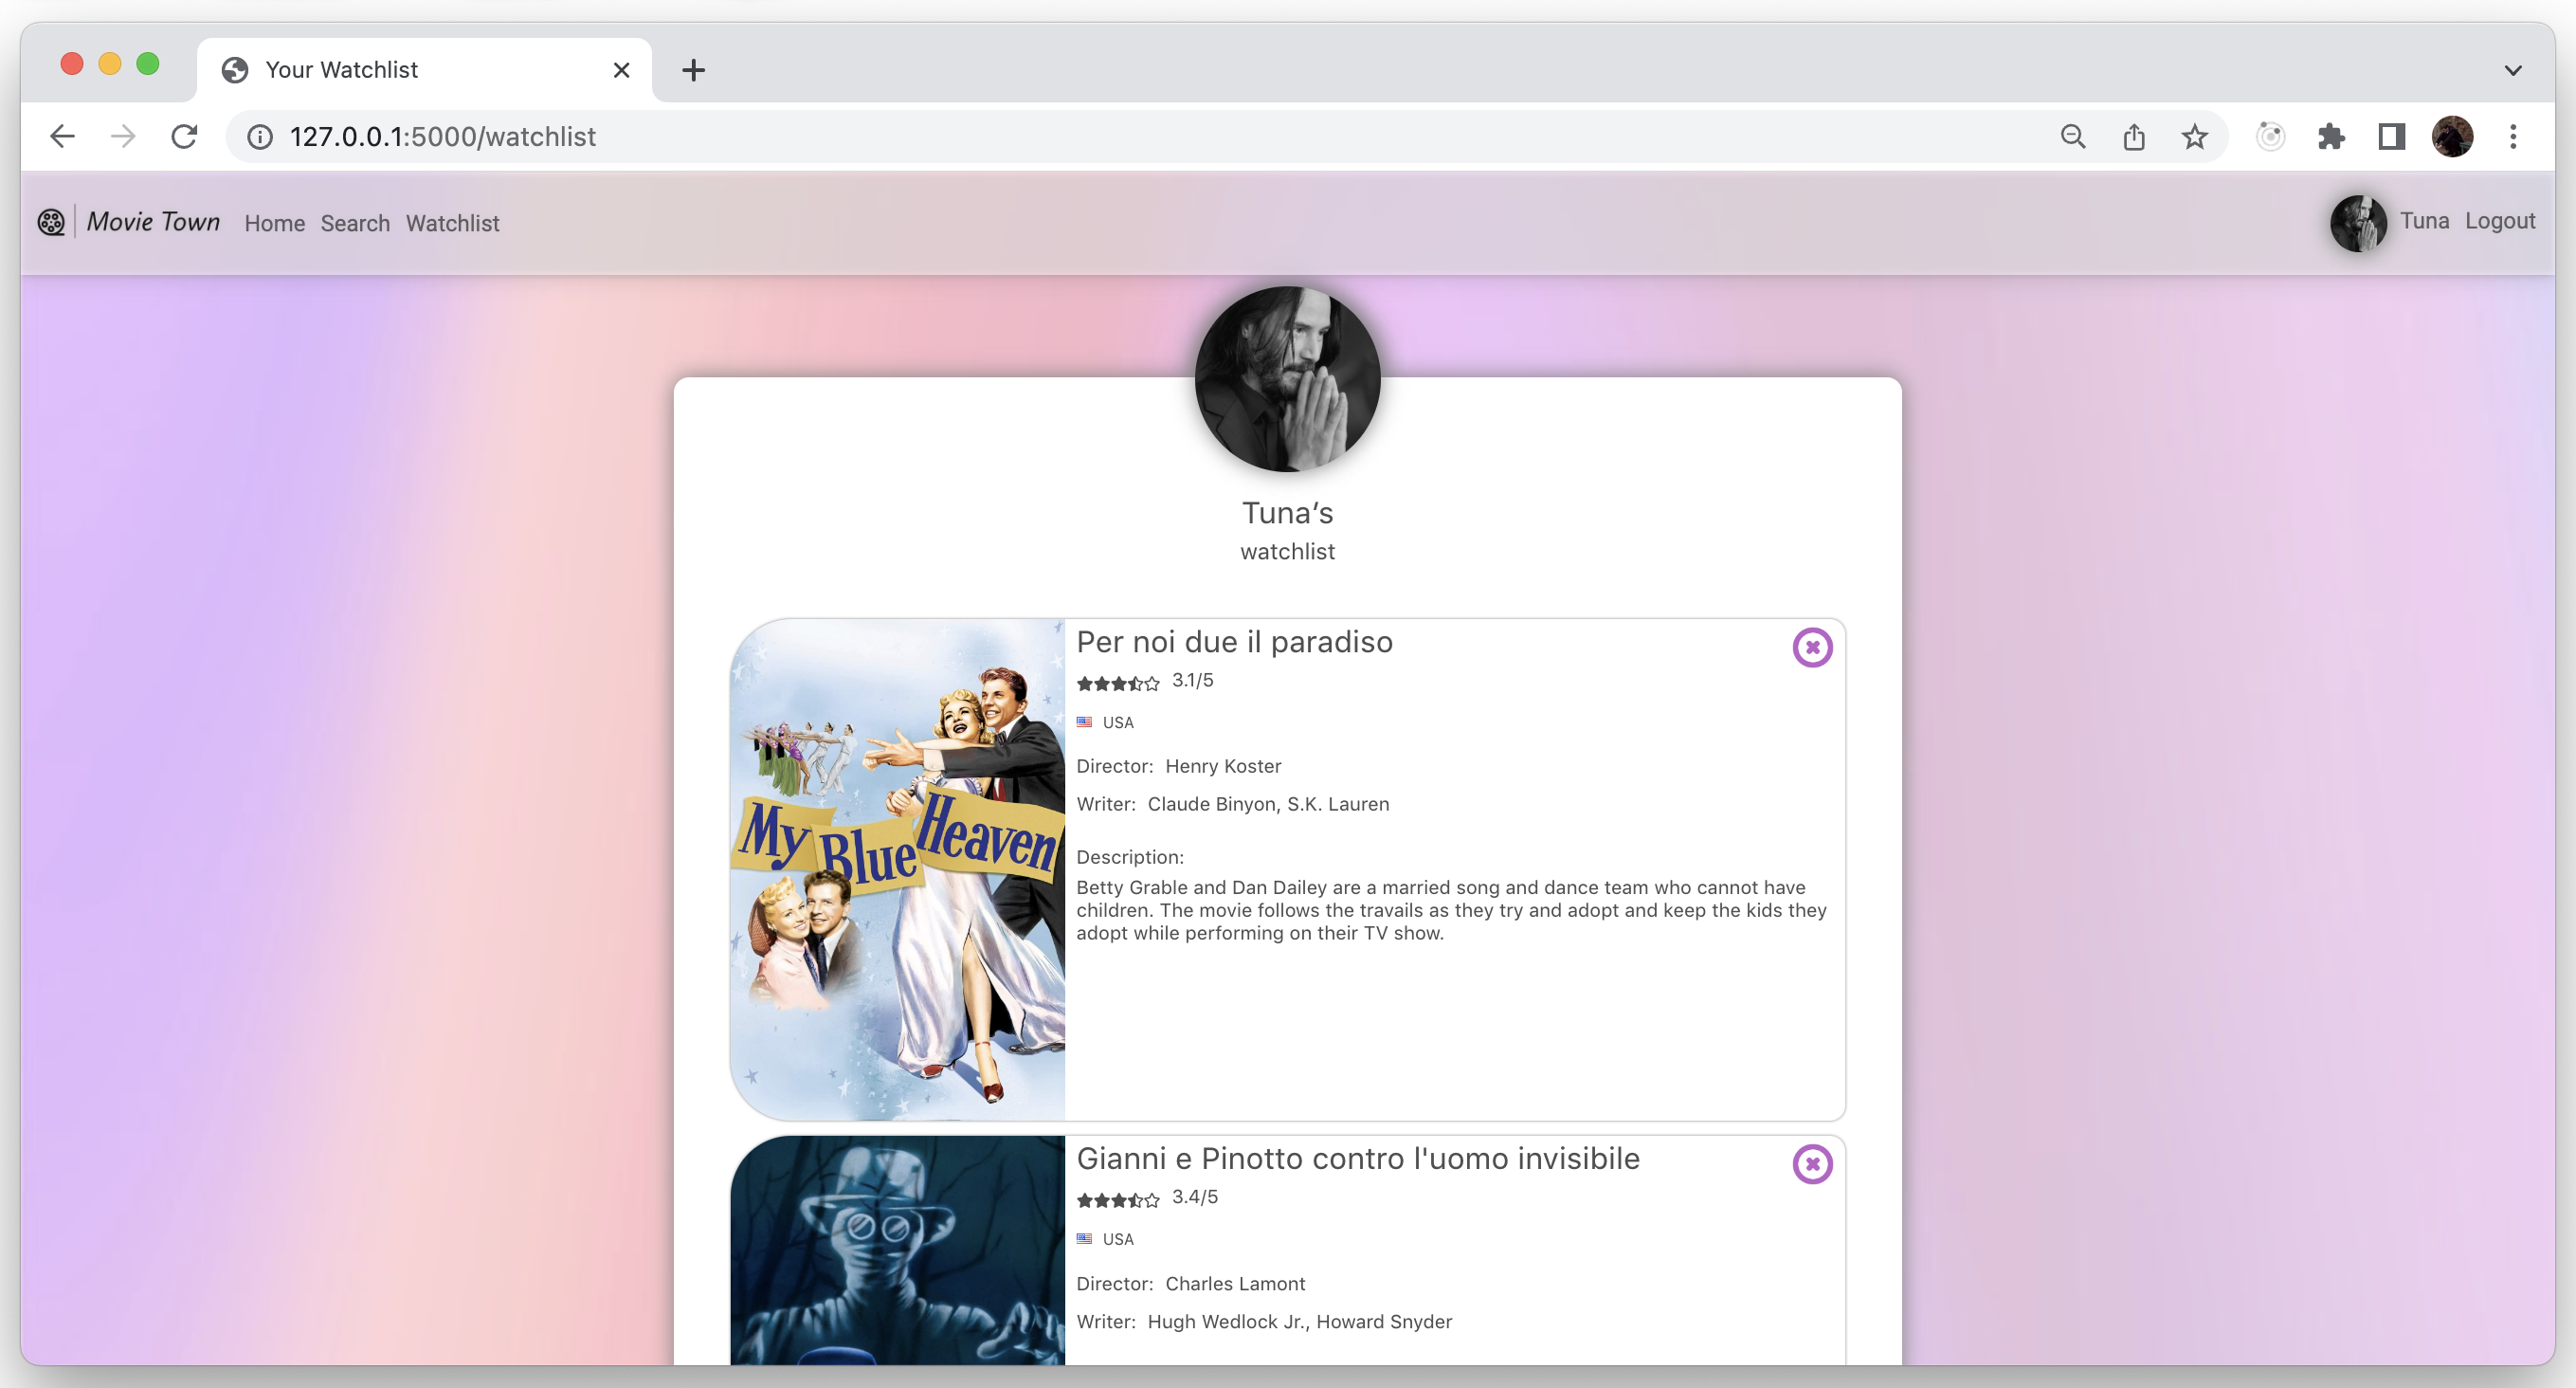 Your Watchlist
127.0.0.1:5000/watchlist
Movie Town Home Search Watchlist Tuna Logout
Tuna’s
watchlist
Per noi due il paradiso
3.1/5
USA
Director: Henry Koster
Writer: Claude Binyon, S.K. Lauren
Description:
Betty Grable and Dan Dailey are a married song and dance team who cannot have
children. The movie follows the travails as they try and adopt and keep the kids they
adopt while performing on their TV show.
My Blue Heaven
Gianni e Pinotto contro l'uomo invisibile
3.4/5
USA
Director: Charles Lamont
Writer: Hugh Wedlock Jr., Howard Snyder